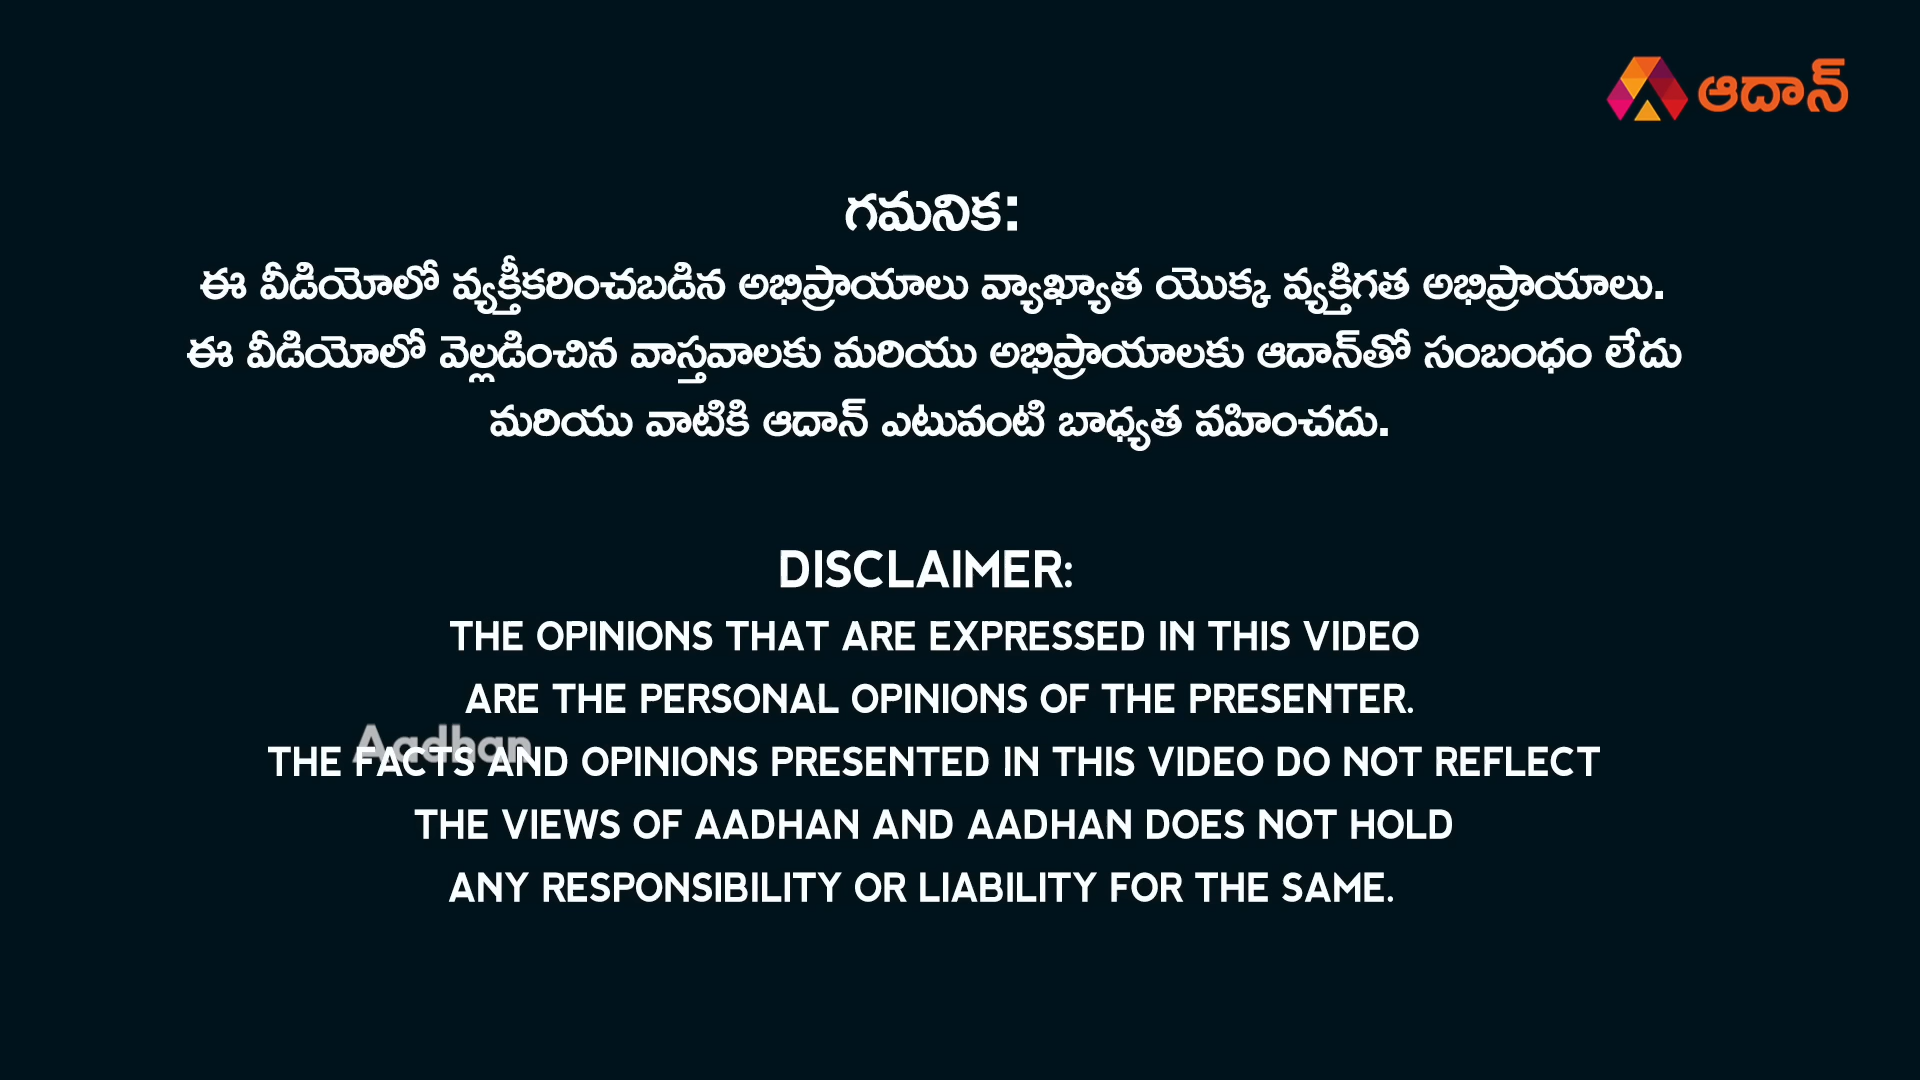 ఆదాన్
గమనిక:
ఈ వీడియోలో వ్యక్తీకరించబడిన అభిప్రాయాలు వ్యాఖ్యాత యొక్క వ్యక్తిగత అభిప్రాయాలు.
ఈ వీడియోలో వెల్లడించిన వాస్తవాలకు మరియు అభిప్రాయాలకు ఆదాన్‌తో సంబంధం లేదు
మరియు వాటికి ఆదాన్ ఎటువంటి బాధ్యత వహించదు.
DISCLAIMER:
THE OPINIONS THAT ARE EXPRESSED IN THIS VIDEO
ARE THE PERSONAL OPINIONS OF THE PRESENTER.
Aadhan
THE FACTS AND OPINIONS PRESENTED IN THIS VIDEO DO NOT REFLECT
THE VIEWS OF AADHAN AND AADHAN DOES NOT HOLD
ANY RESPONSIBILITY OR LIABILITY FOR THE SAME.